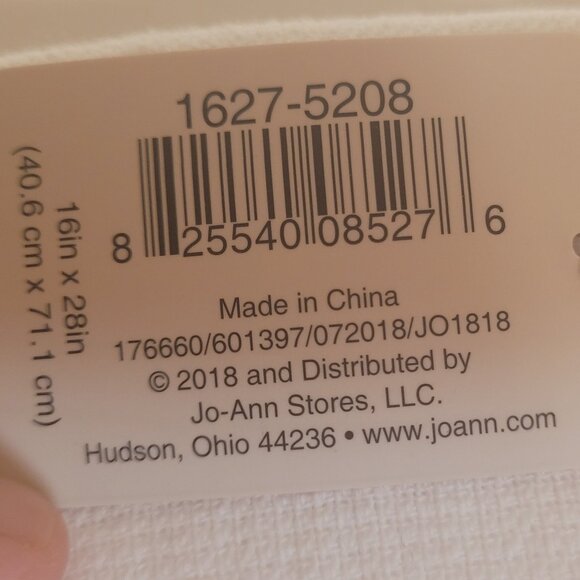 1627-5208
8 25540 08527 6
Made in China
176660/601397/072018/JO1818
© 2018 and Distributed by
Jo-Ann Stores, LLC.
Hudson, Ohio 44236 • www.joann.com
16in x 28in
(40.6 cm x 71.1 cm)